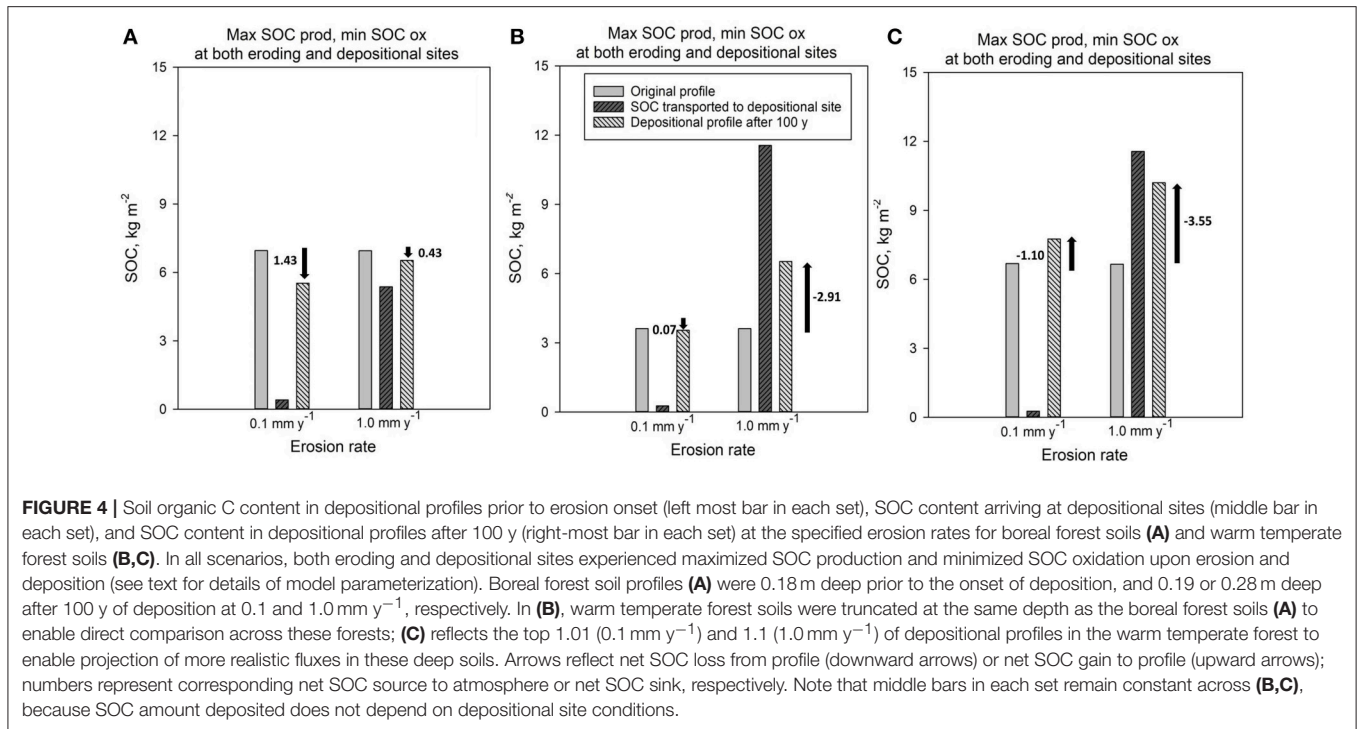 A
Max SOC prod, min SOC ox
at both eroding and depositional sites
15
12
9
6
3
0
SOC, kg m-2
1.43
0.43
0.1 mm y-1
1.0 mm y-1
Erosion rate
B
Max SOC prod, min SOC ox
at both eroding and depositional sites
Original profile
SOC transported to depositional site
Depositional profile after 100 y
15
12
9
6
3
0
SOC, kg m-2
0.07
-2.91
0.1 mm y-1
1.0 mm y-1
Erosion rate
C
Max SOC prod, min SOC ox
at both eroding and depositional sites
15
12
9
6
3
0
SOC, kg m-2
-1.10
-3.55
0.1 mm y-1
1.0 mm y-1
Erosion rate
FIGURE 4 | Soil organic C content in depositional profiles prior to erosion onset (left most bar in each set), SOC content arriving at depositional sites (middle bar in
each set), and SOC content in depositional profiles after 100 y (right-most bar in each set) at the specified erosion rates for boreal forest soils (A) and warm temperate
forest soils (B,C). In all scenarios, both eroding and depositional sites experienced maximized SOC production and minimized SOC oxidation upon erosion and
deposition (see text for details of model parameterization). Boreal forest soil profiles (A) were 0.18 m deep prior to the onset of deposition, and 0.19 or 0.28 m deep
after 100 y of deposition at 0.1 and 1.0 mm y−1, respectively. In (B), warm temperate forest soils were truncated at the same depth as the boreal forest soils (A) to
enable direct comparison across these forests; (C) reflects the top 1.01 (0.1 mm y−1) and 1.1 (1.0 mm y−1) of depositional profiles in the warm temperate forest to
enable projection of more realistic fluxes in these deep soils. Arrows reflect net SOC loss from profile (downward arrows) or net SOC gain to profile (upward arrows);
numbers represent corresponding net SOC source to atmosphere or net SOC sink, respectively. Note that middle bars in each set remain constant across (B,C),
because SOC amount deposited does not depend on depositional site conditions.